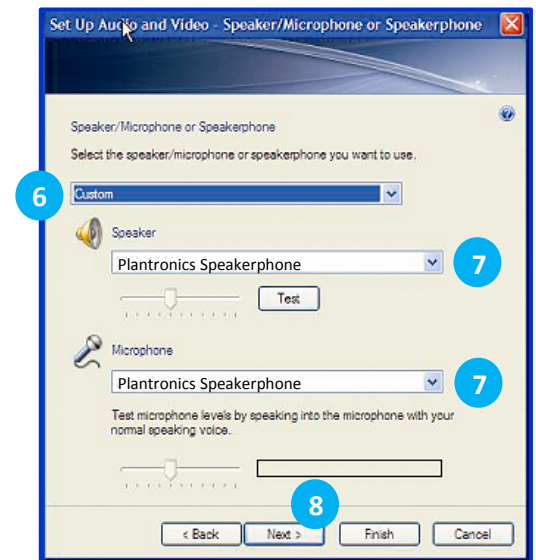 Set Up Audio and Video - Speaker/Microphone or Speakerphone
Speaker/Microphone or Speakerphone
Select the speaker/microphone or speakerphone you want to use.
6
Custom
Speaker
Plantronics Speakerphone
7
Test
Microphone
Plantronics Speakerphone
7
Test microphone levels by speaking into the microphone with your
normal speaking voice.
8
< Back Next > Finish Cancel